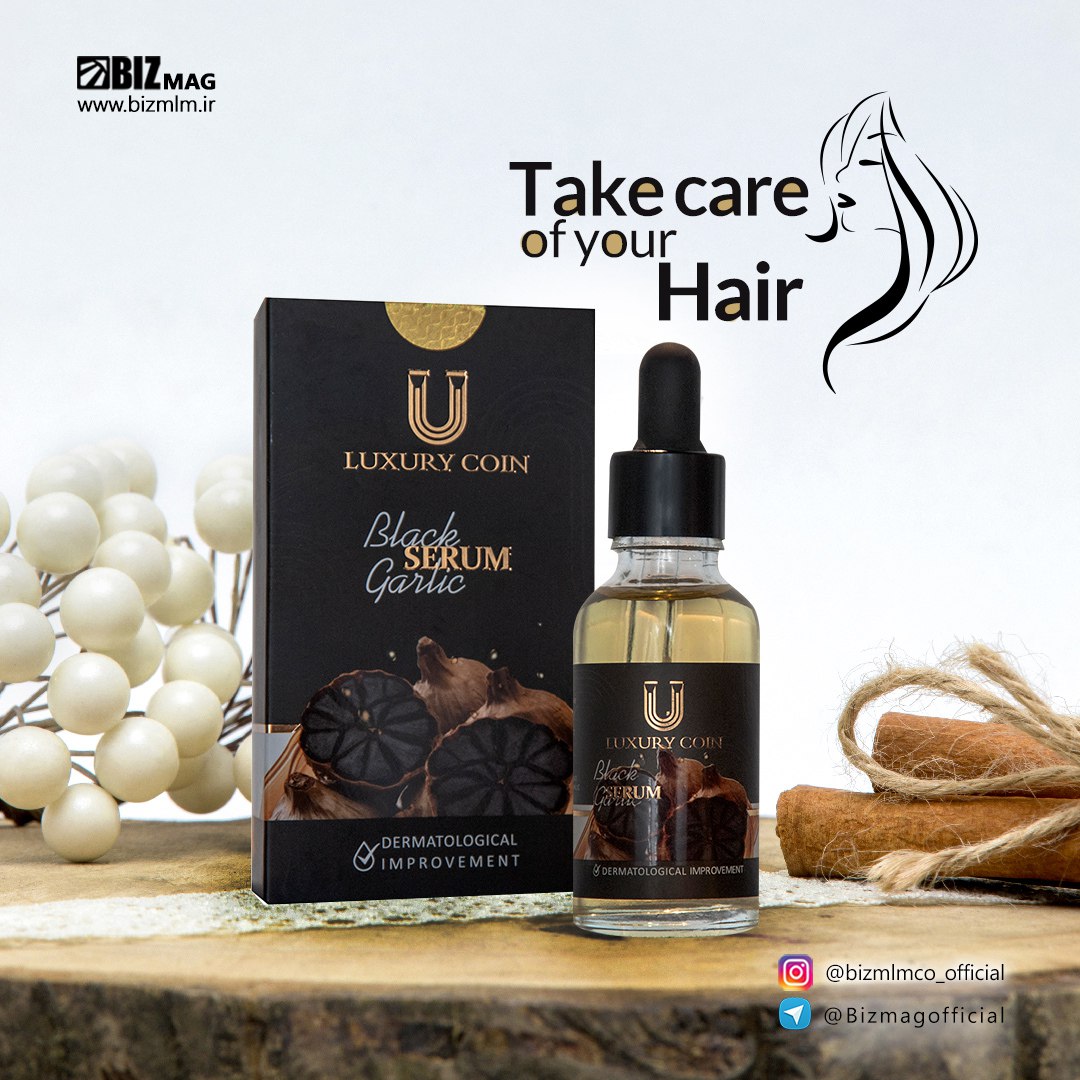 BIZ MAG
www.bizmlm.ir
Take care
of your
Hair
LUXURY COIN
Black
SERUM
Garlic
DERMATOLOGICAL
IMPROVEMENT
LUXURY COIN
Black
SERUM
Garlic
DERMATOLOGICAL IMPROVEMENT
@bizmlmco_official
@Bizmagofficial